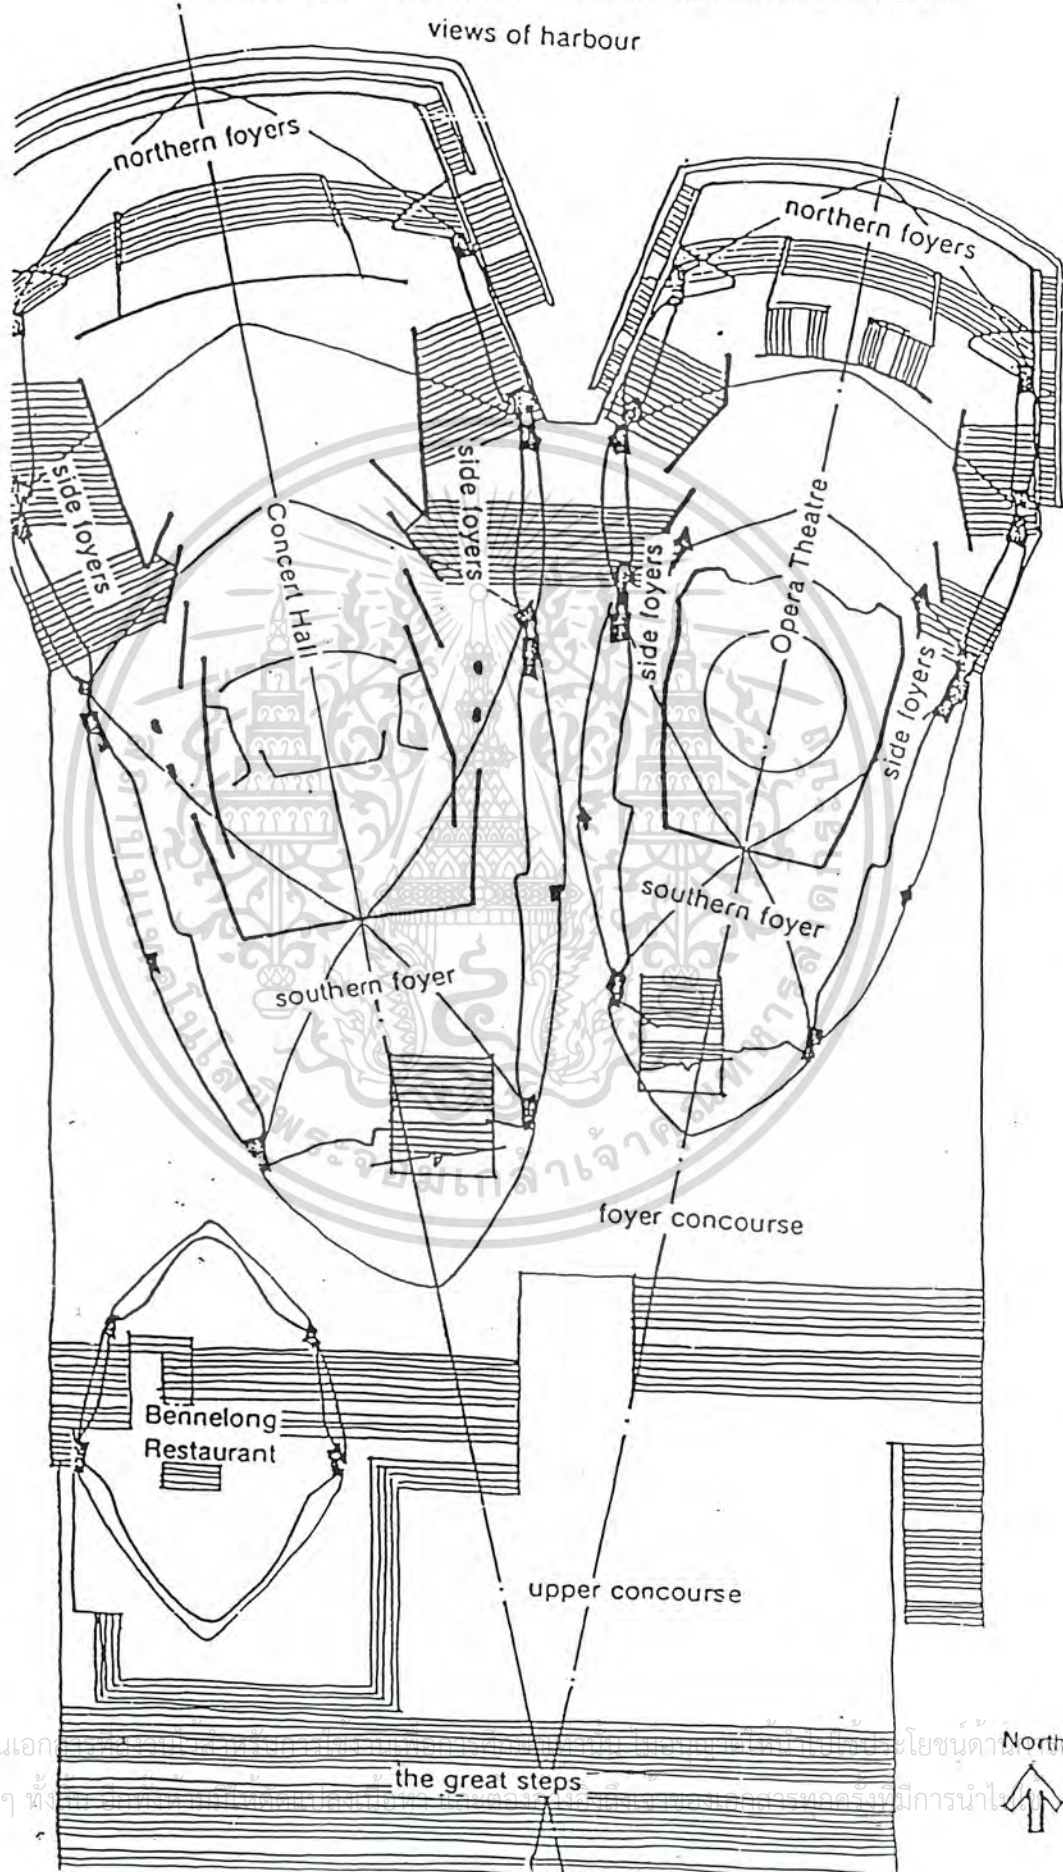 views of harbour
northern foyers
northern foyers
side foyers
Concert Hall
side foyers
side foyers
Opera Theatre
side foyers
southern foyer
southern foyer
foyer concourse
Bennelong
Restaurant
upper concourse
North
the great steps